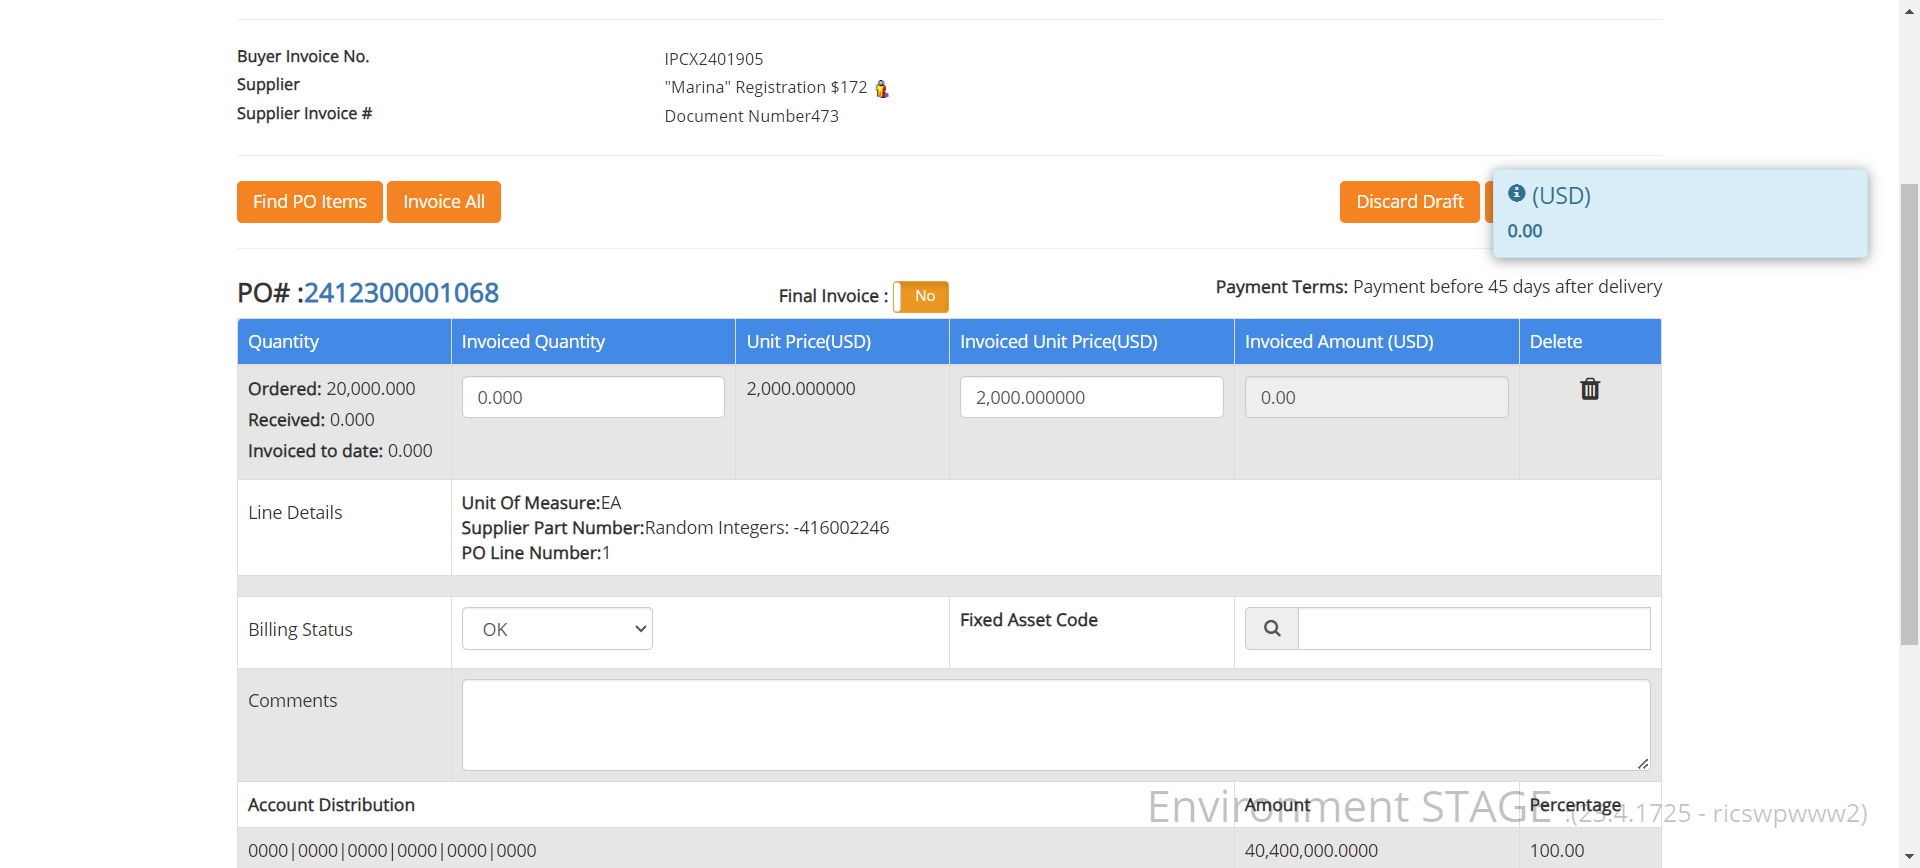 Buyer Invoice No. IPCX2401905
Supplier "Marina" Registration $172
Supplier Invoice # Document Number473
Find PO Items Invoice All Discard Draft
(USD)
0.00
PO# :2412300001068 Final Invoice : No Payment Terms: Payment before 45 days after delivery
Quantity Invoiced Quantity Unit Price(USD) Invoiced Unit Price(USD) Invoiced Amount (USD) Delete
Ordered: 20,000.000 0.000 2,000.000000 2,000.000000 0.00
Received: 0.000
Invoiced to date: 0.000
Line Details
Unit Of Measure:EA
Supplier Part Number:Random Integers: -416002246
PO Line Number:1
Billing Status OK Fixed Asset Code
Comments
Account Distribution Amount Percentage
Environment STAGE .(23.4.1725 - ricswpwww2)
0000|0000|0000|0000|0000|0000 40,400,000.0000 100.00